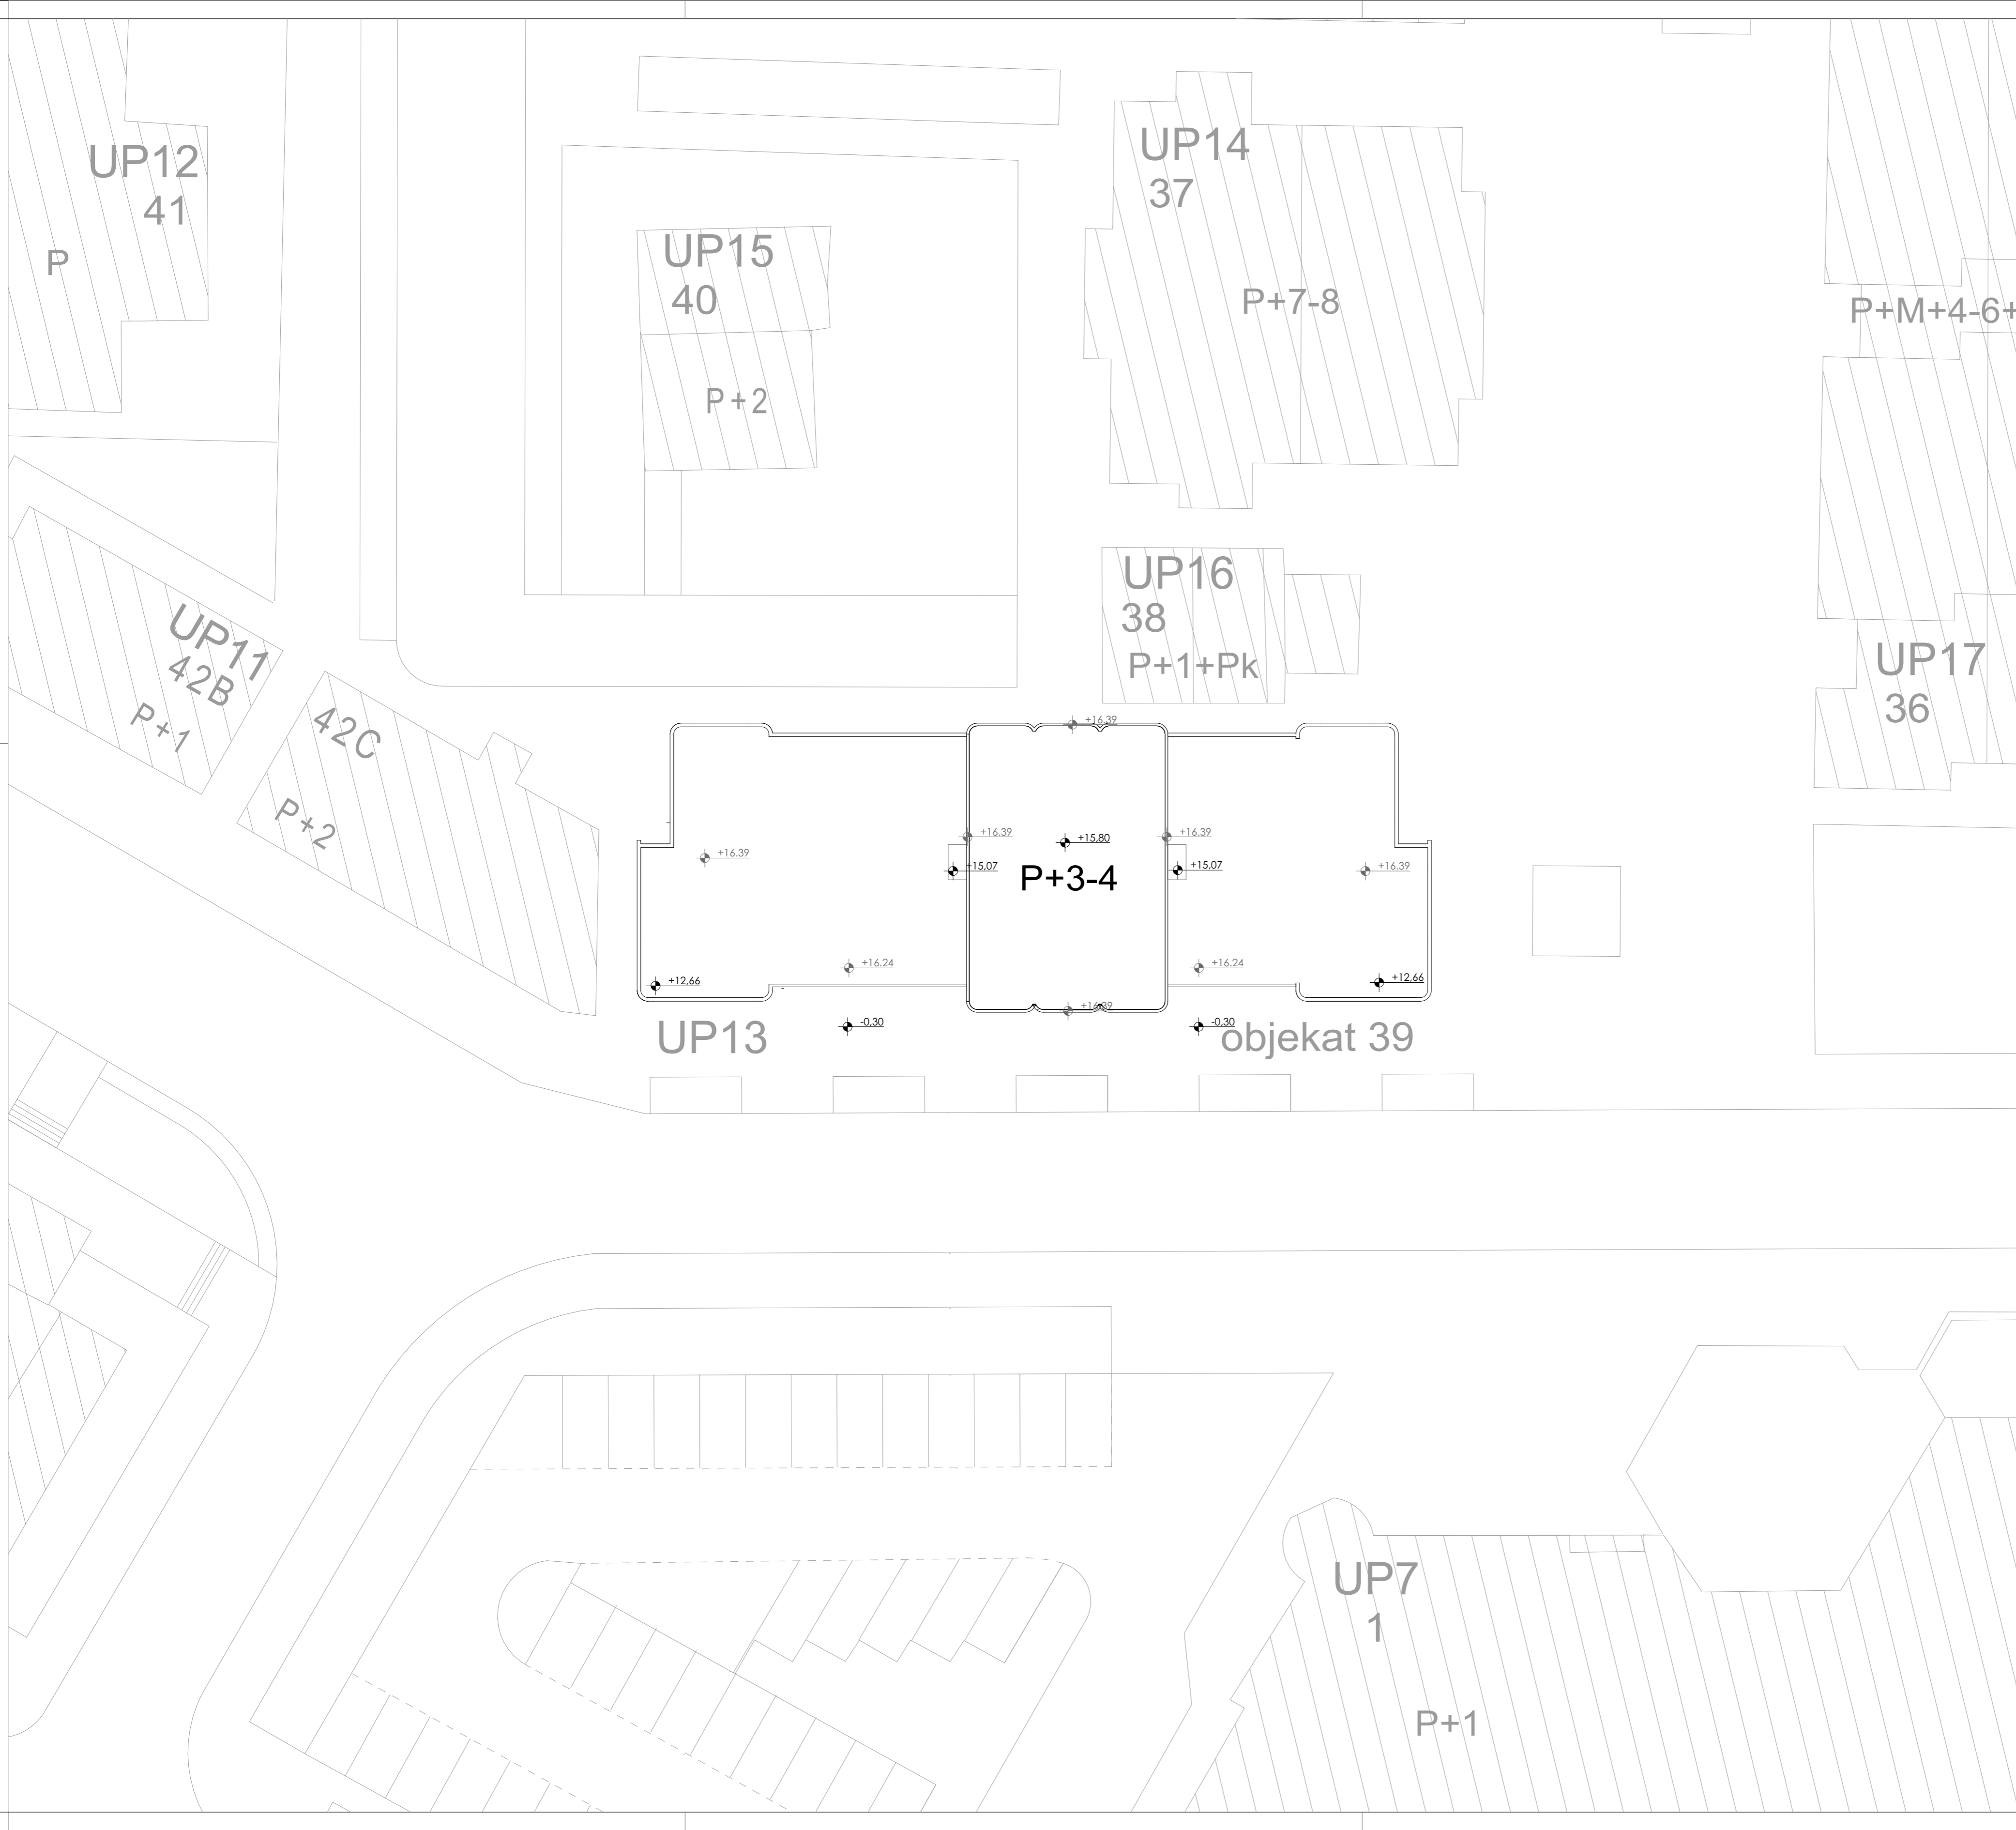 UP12
41
P
UP14
37
P+7-8
UP15
40
P+2
P+M+4-6+
UP16
38
P+1+Pk
UP11
42B
P+1
42C
P+2
UP17
36
+16.39
+16.39
+15,80
+16.39
+16.39
+15,07
+15,07
+16.39
P+3-4
+16.24
+16.24
+12,66
+12,66
+16.39
-0,30
-0,30
UP13
objekat 39
UP7
1
P+1